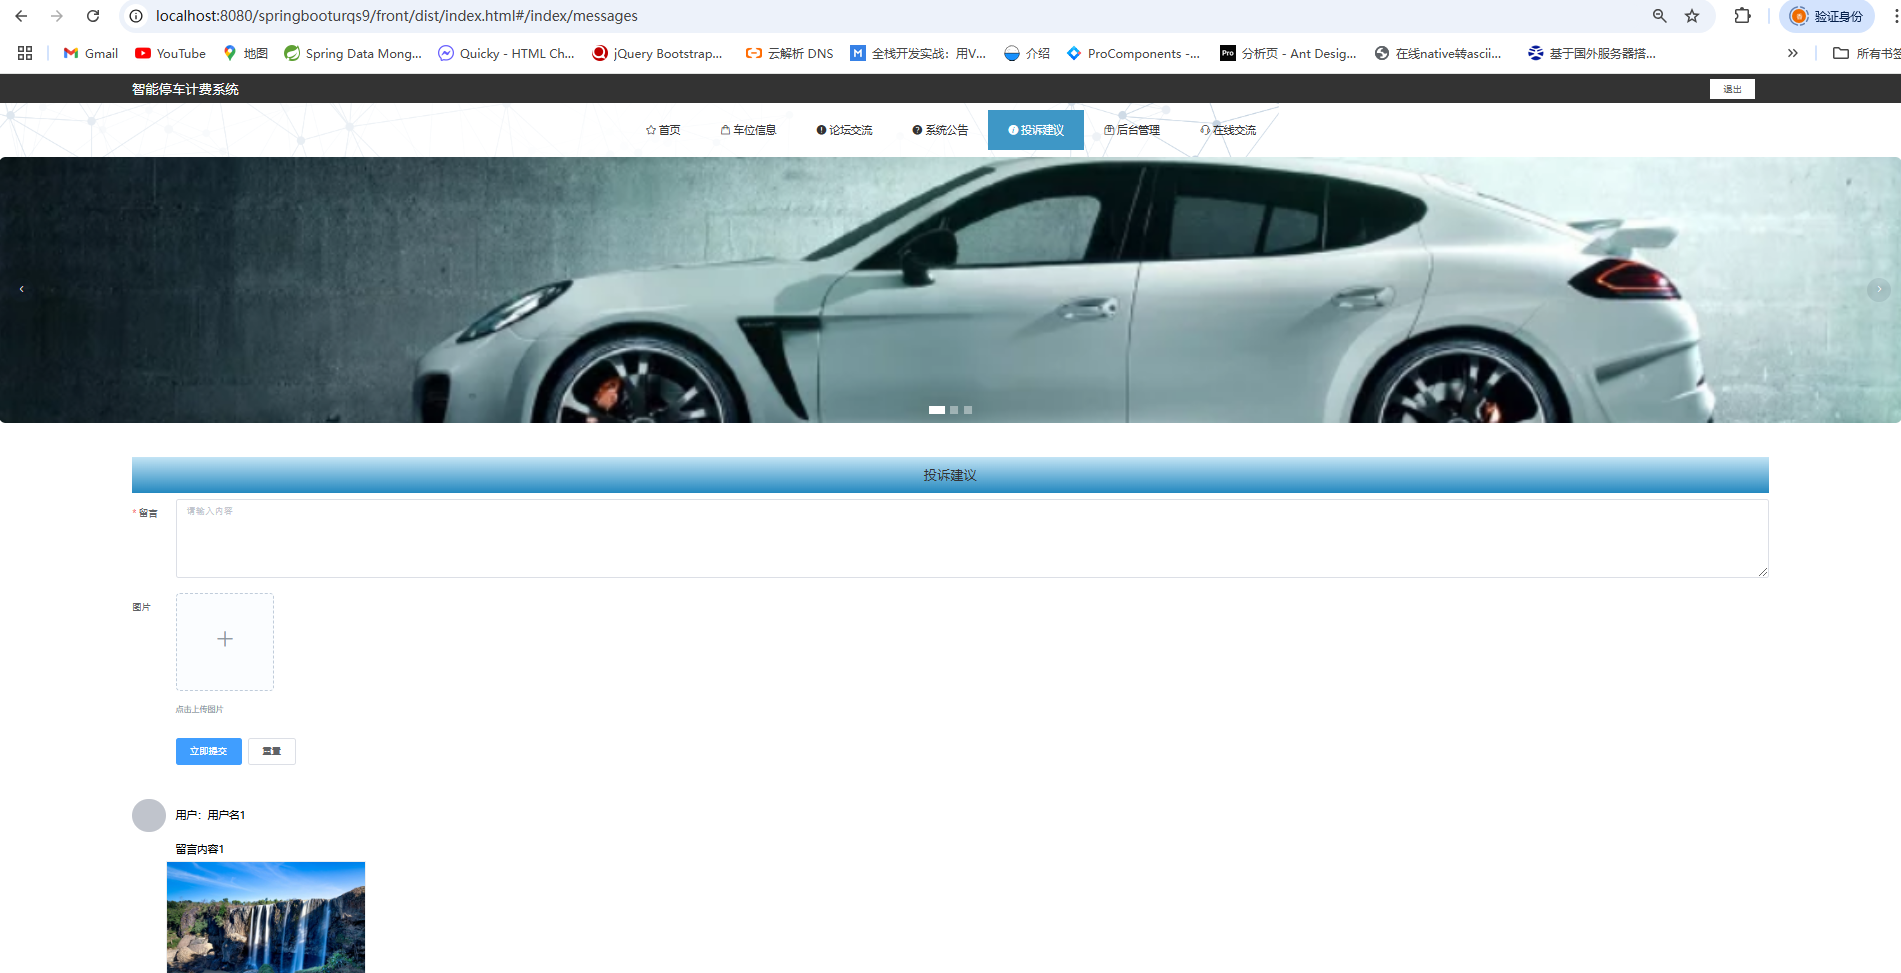 localhost:8080/springbooturqs9/front/dist/index.html#/index/messages
验证身份
Gmail
YouTube
地图
Spring Data Mong...
Quicky - HTML Ch...
jQuery Bootstrap...
云解析 DNS
全栈开发实战：用V...
介绍
ProComponents -...
Pro
分析页 - Ant Desig...
在线native转ascii...
基于国外服务器搭...
所有书签
智能停车计费系统
退出
首页
车位信息
论坛交流
系统公告
投诉建议
后台管理
在线交流
投诉建议
* 留言
请输入内容
图片
点击上传图片
立即提交
重置
用户：用户名1
留言内容1